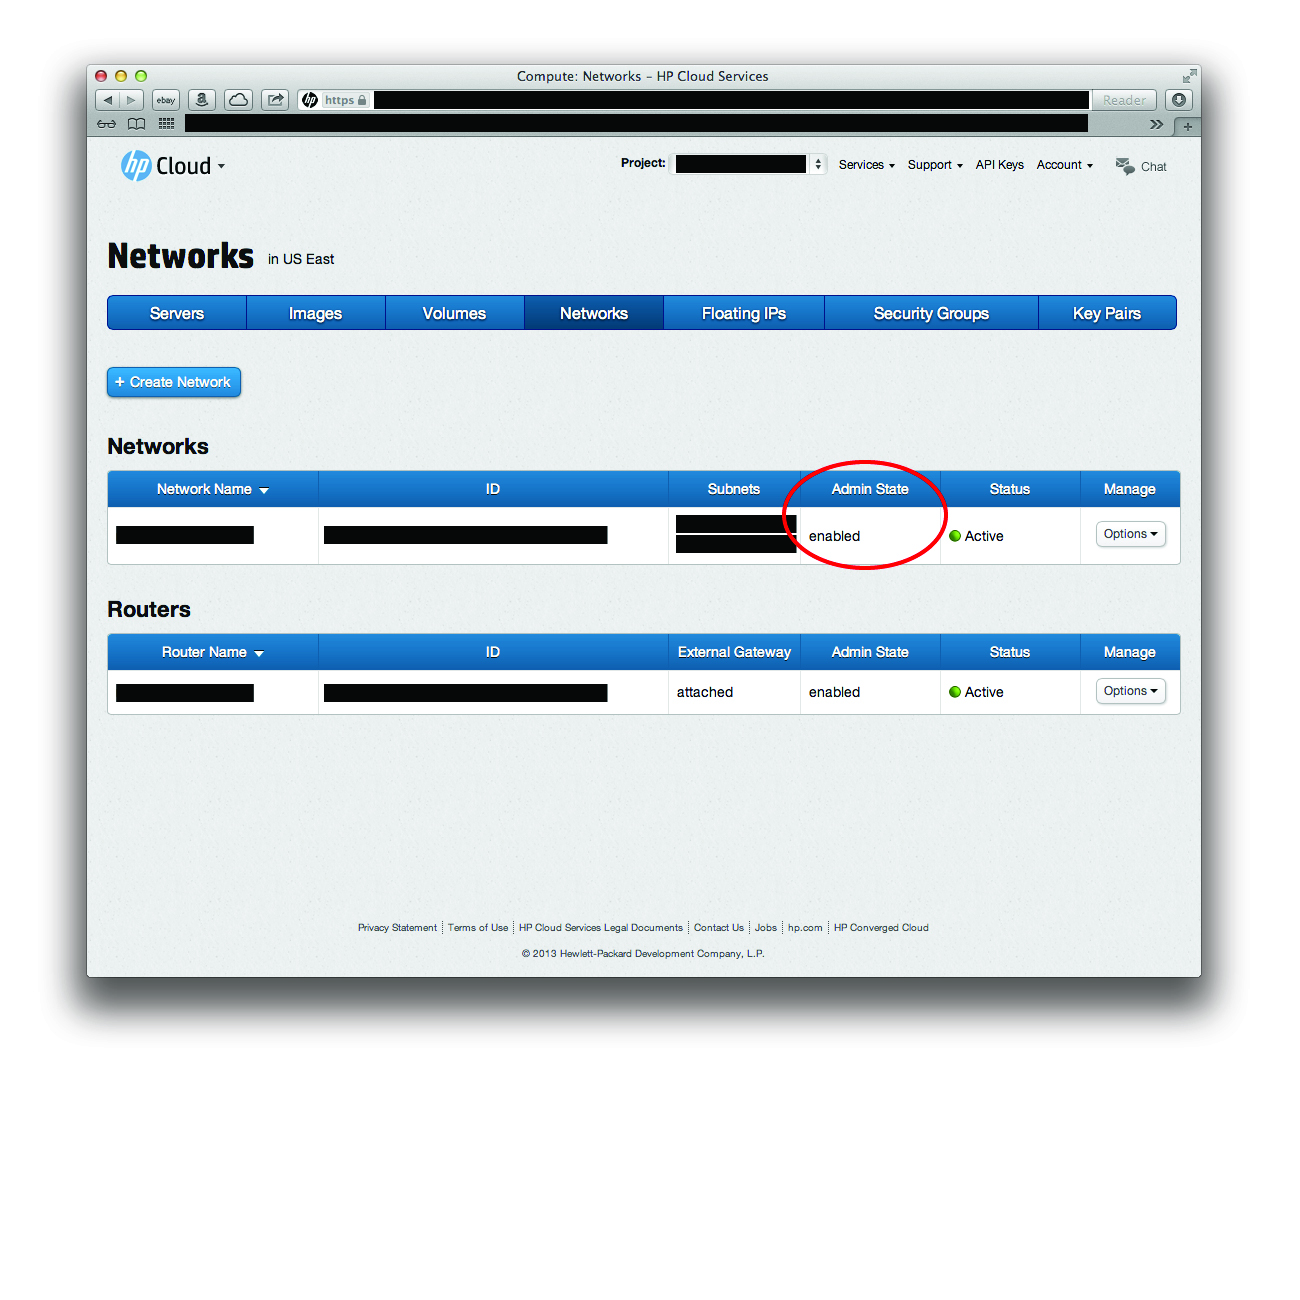 Compute: Networks – HP Cloud Services
ebay a hp https Reader
hp Cloud Project: Services Support API Keys Account Chat
Networks in US East
Servers Images Volumes Networks Floating IPs Security Groups Key Pairs
+ Create Network
Networks
Network Name ID Subnets Admin State Status Manage
enabled Active Options
Routers
Router Name ID External Gateway Admin State Status Manage
attached enabled Active Options
Privacy Statement Terms of Use HP Cloud Services Legal Documents Contact Us Jobs hp.com HP Converged Cloud
© 2013 Hewlett-Packard Development Company, L.P.